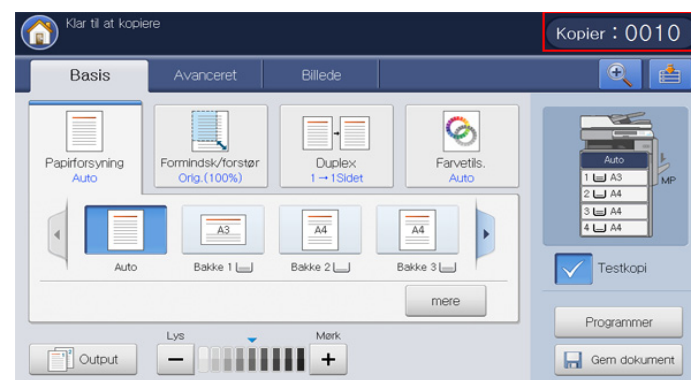 Klar til at kopiere
Kopier : 0010
Basis
Avanceret
Billede
Papirforsyning
Auto
Formindsk/forstør
Orig.(100%)
Duplex
1→1Sidet
Farvetils.
Auto
Auto
1 A3
2 A4
3 A4
4 A4
MP
A3
A4
A4
Auto
Bakke 1
Bakke 2
Bakke 3
mere
Testkopi
Programmer
Output
Lys
Mørk
Gem dokument